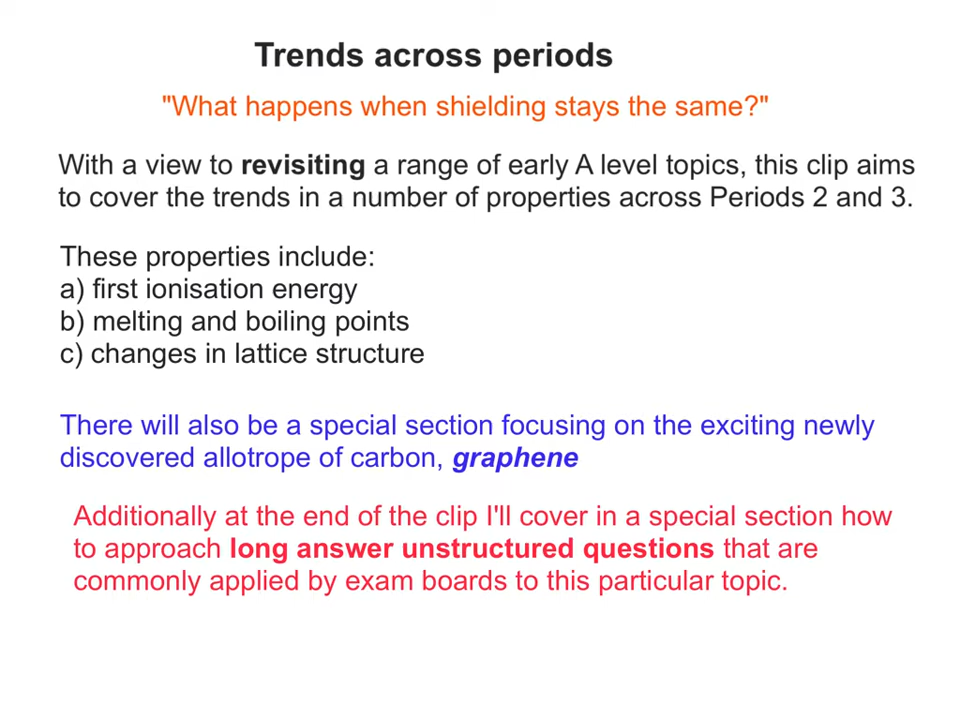 Trends across periods
"What happens when shielding stays the same?"
With a view to revisiting a range of early A level topics, this clip aims
to cover the trends in a number of properties across Periods 2 and 3.
These properties include:
a) first ionisation energy
b) melting and boiling points
c) changes in lattice structure
There will also be a special section focusing on the exciting newly
discovered allotrope of carbon, graphene
Additionally at the end of the clip I'll cover in a special section how
to approach long answer unstructured questions that are
commonly applied by exam boards to this particular topic.